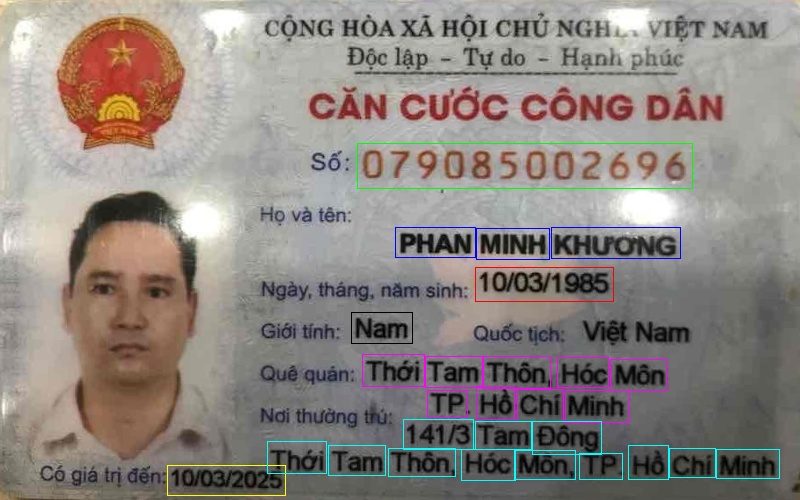 CỘNG HÒA XÃ HỘI CHỦ NGHĨA VIỆT NAM
Độc lập - Tự do - Hạnh phúc
CĂN CƯỚC CÔNG DÂN
Số: 079085002696
Họ và tên:
PHAN MINH KHƯƠNG
Ngày, tháng, năm sinh: 10/03/1985
Giới tính: Nam Quốc tịch: Việt Nam
Quê quán: Thới Tam Thôn, Hóc Môn
TP. Hồ Chí Minh
Nơi thường trú: 141/3 Tam Đông
Thới Tam Thôn, Hóc Môn, TP. Hồ Chí Minh
Có giá trị đến: 10/03/2025